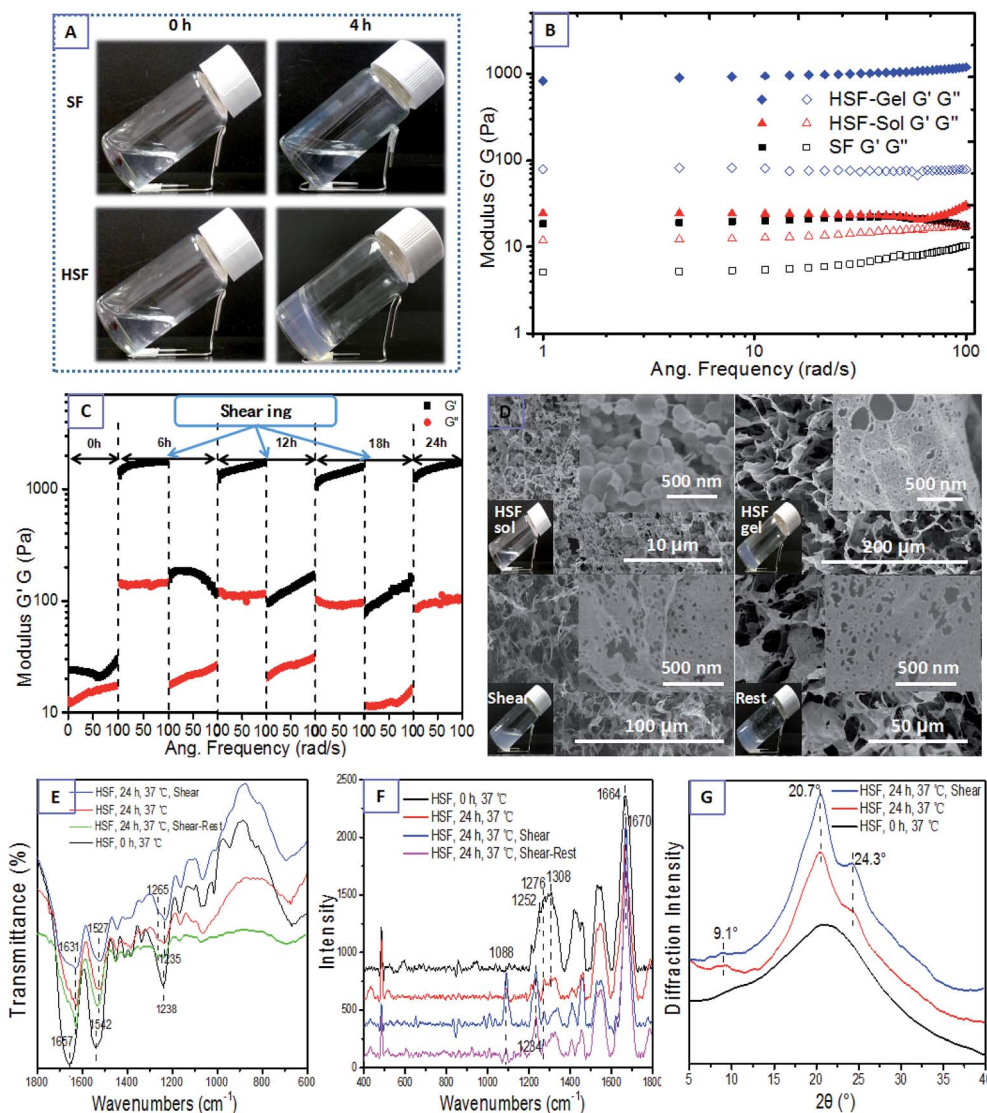 A
0 h
4 h
SF
HSF
B
1000
100
10
1
Modulus G' G (Pa)
HSF-Gel G' G"
HSF-Sol G' G"
SF G' G"
1
10
100
Ang. Frequency (rad/s)
C
Shearing
G'
G"
0h
6h
12h
18h
24h
1000
100
10
Modulus G' G (Pa)
0 50 100 50 100 50 100 50 100 50 100 50 100 50 100 50 100
Ang. Frequency (rad/s)
D
500 nm
HSF sol
10 μm
500 nm
HSF gel
200 μm
500 nm
Shear
100 μm
500 nm
Rest
50 μm
E
HSF, 24 h, 37 ℃, Shear
HSF, 24 h, 37 ℃
HSF, 24 h, 37 ℃, Shear-Rest
HSF, 0 h, 37 ℃
Transmittance (%)
1265
1527
1631
1235
1238
1542
1657
1800 1600 1400 1200 1000 800 600
Wavenumbers (cm-1)
F
HSF, 0 h, 37 ℃
HSF, 24 h, 37 ℃
HSF, 24 h, 37 ℃, Shear
HSF, 24 h, 37 ℃, Shear-Rest
1664
1670
1276
1308
1252
1088
1234
2500
2000
1500
1000
500
0
Intensity
400 600 800 1000 1200 1400 1600 1800
Wavenumbers (cm-1)
G
HSF, 24 h, 37 ℃, Shear
HSF, 24 h, 37 ℃
HSF, 0 h, 37 ℃
20.7°
24.3°
9.1°
Diffraction Intensity
5 10 15 20 25 30 35 40
2θ (°)